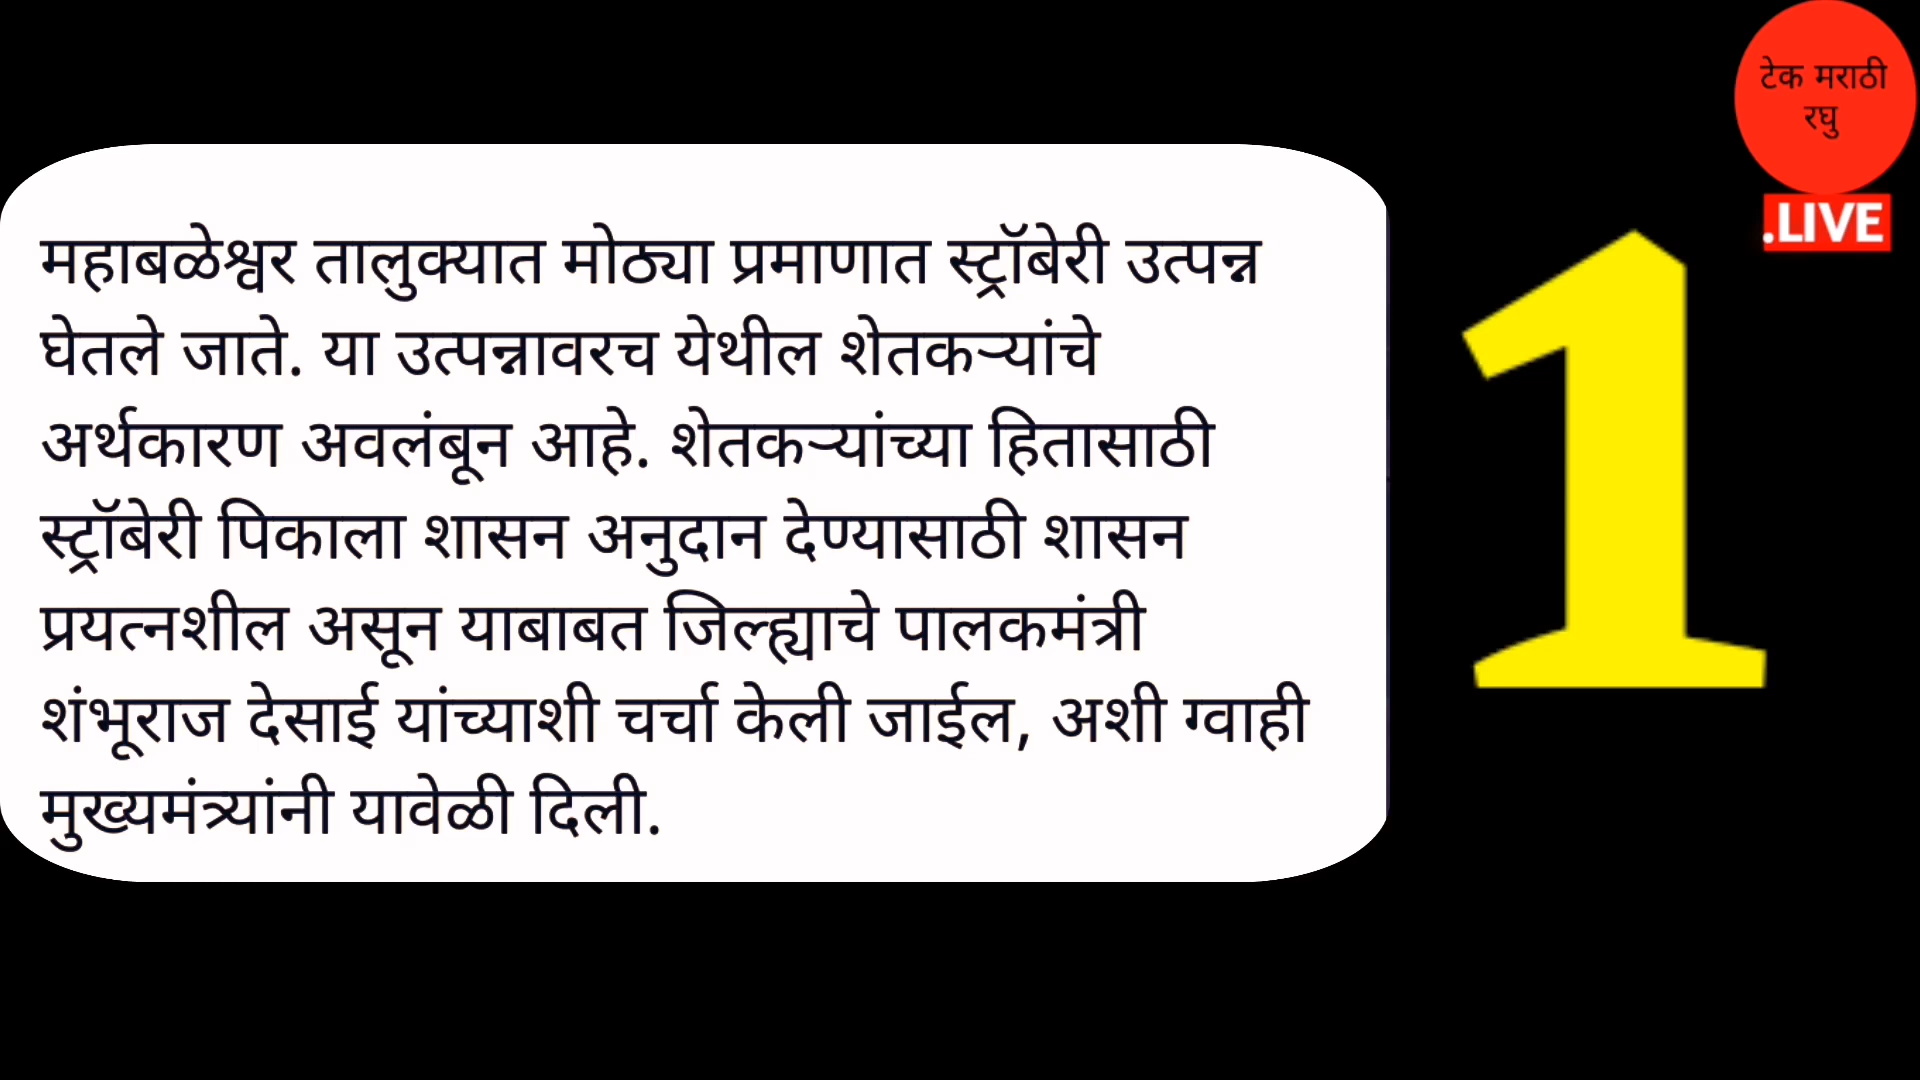 टेक मराठी
रघु
.LIVE
महाबळेश्वर तालुक्यात मोठ्या प्रमाणात स्ट्रॉबेरी उत्पन्न
घेतले जाते. या उत्पन्नावरच येथील शेतकऱ्यांचे
अर्थकारण अवलंबून आहे. शेतकऱ्यांच्या हितासाठी
स्ट्रॉबेरी पिकाला शासन अनुदान देण्यासाठी शासन
प्रयत्नशील असून याबाबत जिल्ह्याचे पालकमंत्री
शंभूराज देसाई यांच्याशी चर्चा केली जाईल, अशी ग्वाही
मुख्यमंत्र्यांनी यावेळी दिली.
1